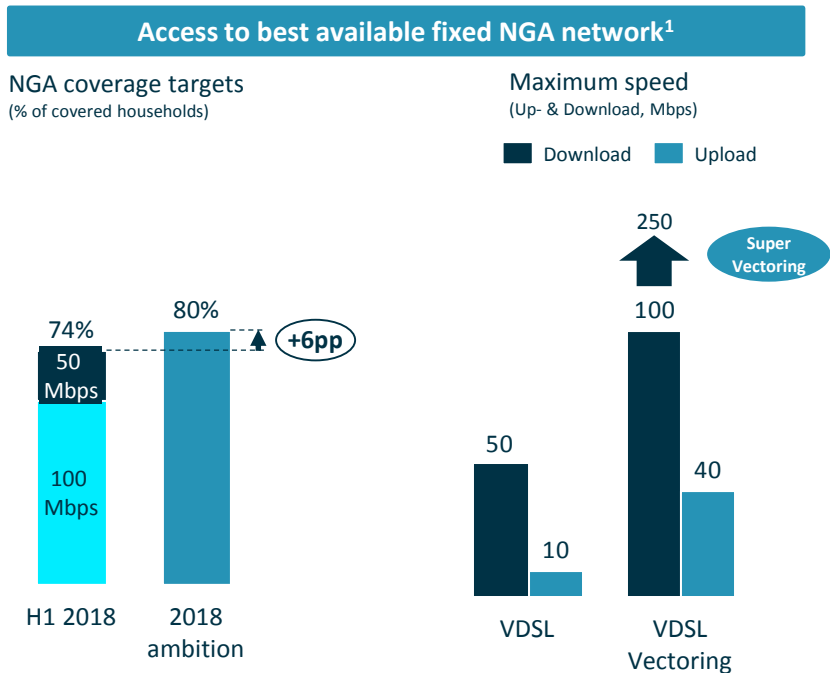 Access to best available fixed NGA network¹
NGA coverage targets
(% of covered households)
74%
50
Mbps
100
Mbps
80%
+6pp
H1 2018
2018
ambition
Maximum speed
(Up- & Download, Mbps)
Download
Upload
250
Super
Vectoring
100
50
40
10
VDSL
VDSL
Vectoring